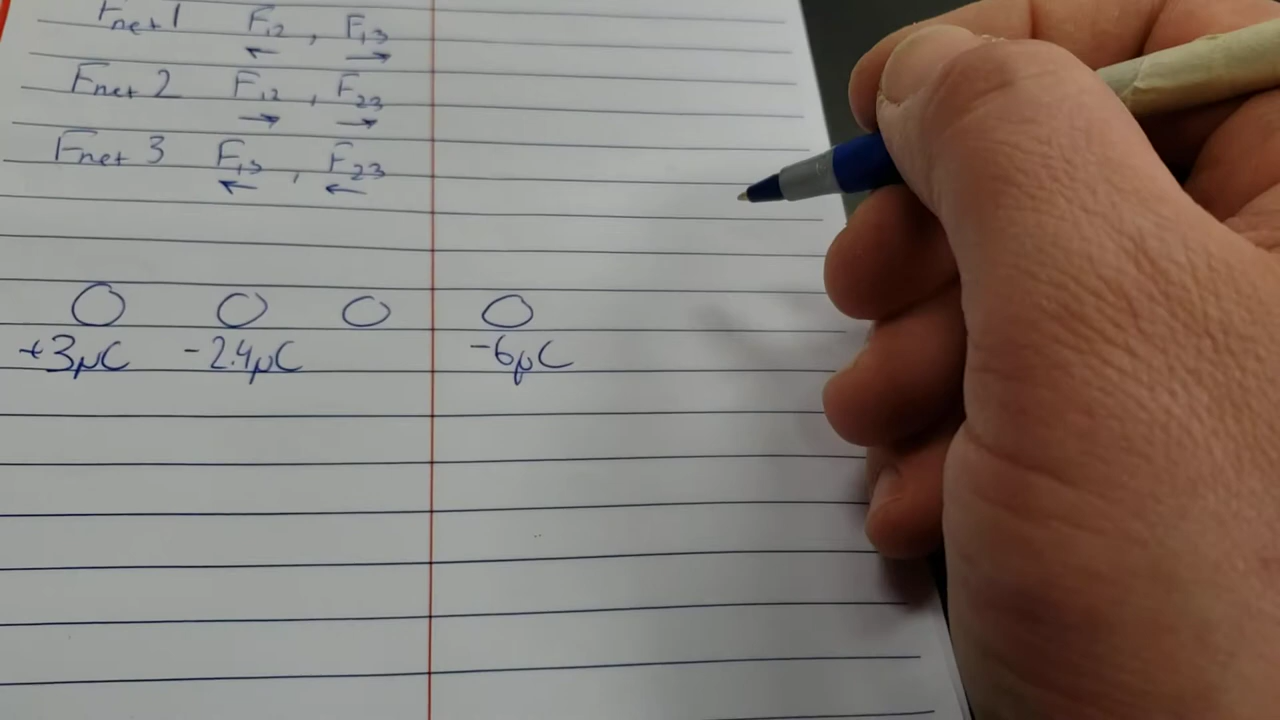 Fnet 1 F12 , F13
← →
Fnet 2 F12 , F23
→ →
Fnet 3 F13 , F23
← ←
+3μC -2.4μC -6μC